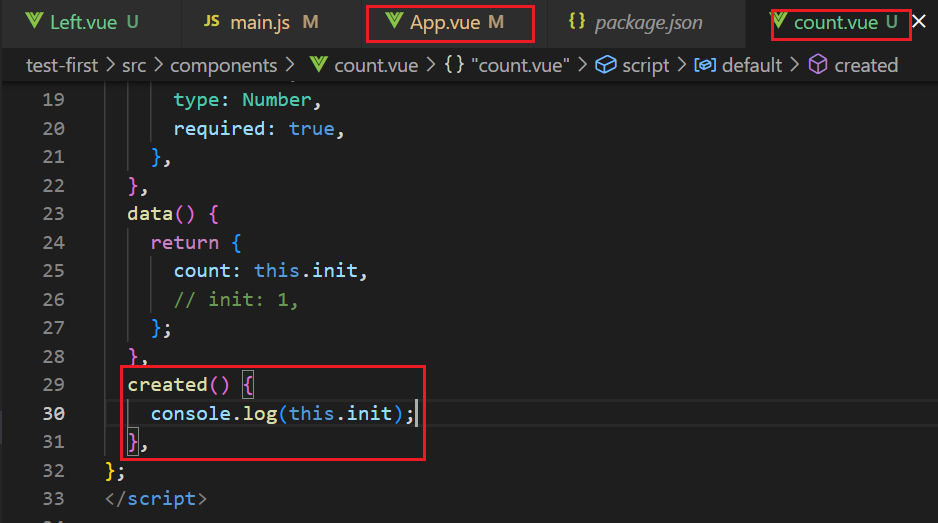 Left.vue U JS main.js M App.vue M {} package.json count.vue U ×
test-first > src > components > count.vue > {} "count.vue" > script > default > created
19 type: Number,
20 required: true,
21 },
22 },
23 data() {
24 return {
25 count: this.init,
26 // init: 1,
27 };
28 },
29 created() {
30 console.log(this.init);
31 },
32 };
33 </script>